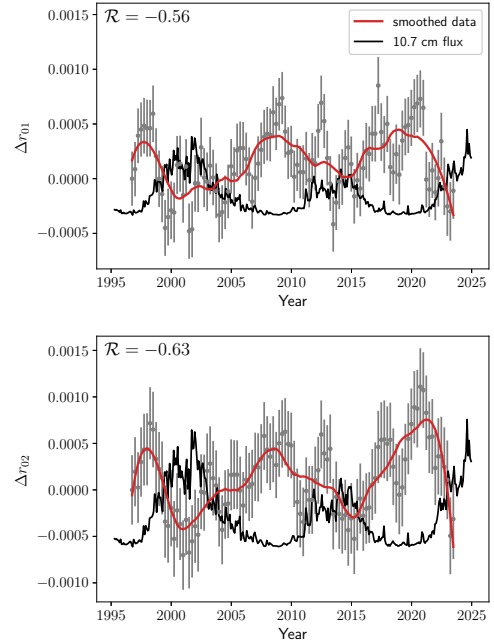 ℛ = −0.56
smoothed data
10.7 cm flux
Δr₀₁
0.0015
0.0010
0.0005
0.0000
−0.0005
1995 2000 2005 2010 2015 2020 2025
Year
ℛ = −0.63
Δr₀₂
0.0015
0.0010
0.0005
0.0000
−0.0005
−0.0010
1995 2000 2005 2010 2015 2020 2025
Year